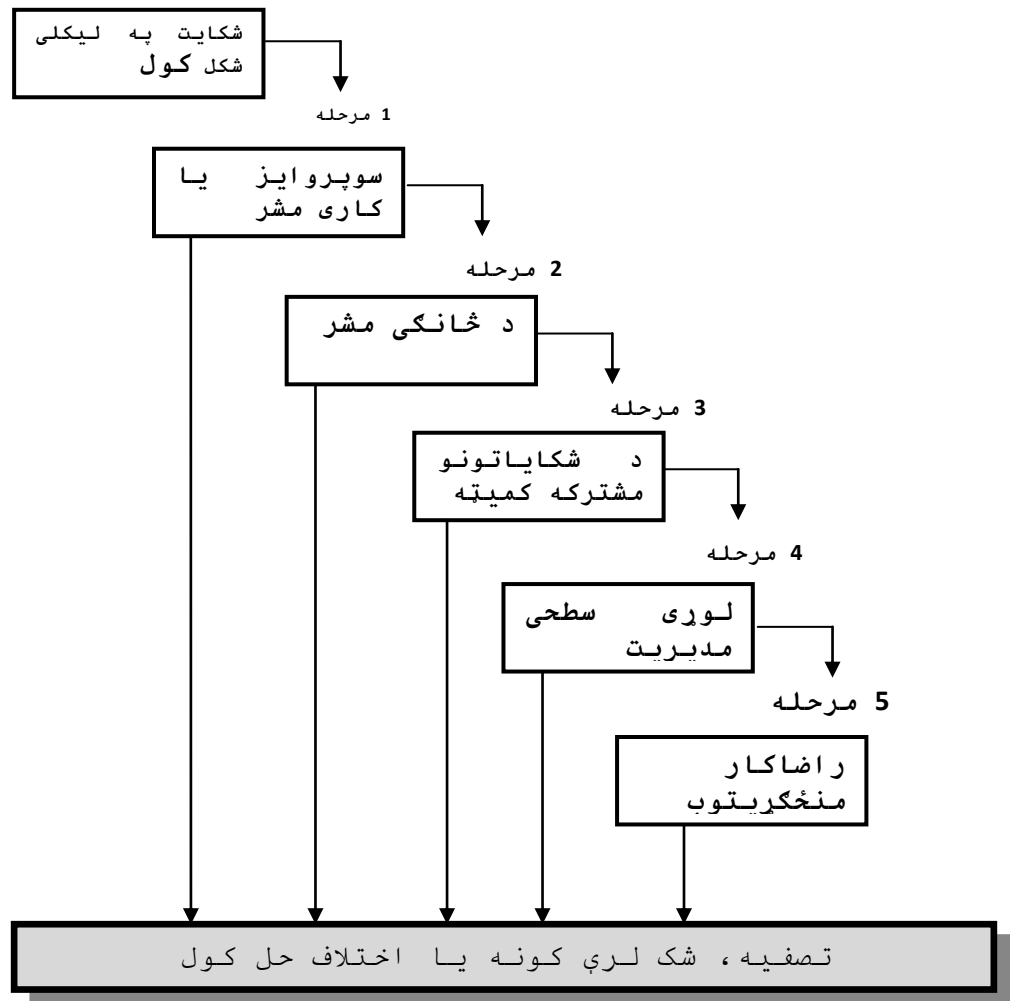 شکایت په لیکلی
شکل کول
1 مرحله
سوپروایز یا
کاری مشر
2 مرحله
د څانګی مشر
3 مرحله
د شکایاتونو
مشترکه کمیټه
4 مرحله
لوړی سطحی
مدیریت
5 مرحله
راضاکار
منځګړیتوب
تصفیه، شک لرې کونه یا اختلاف حل کول